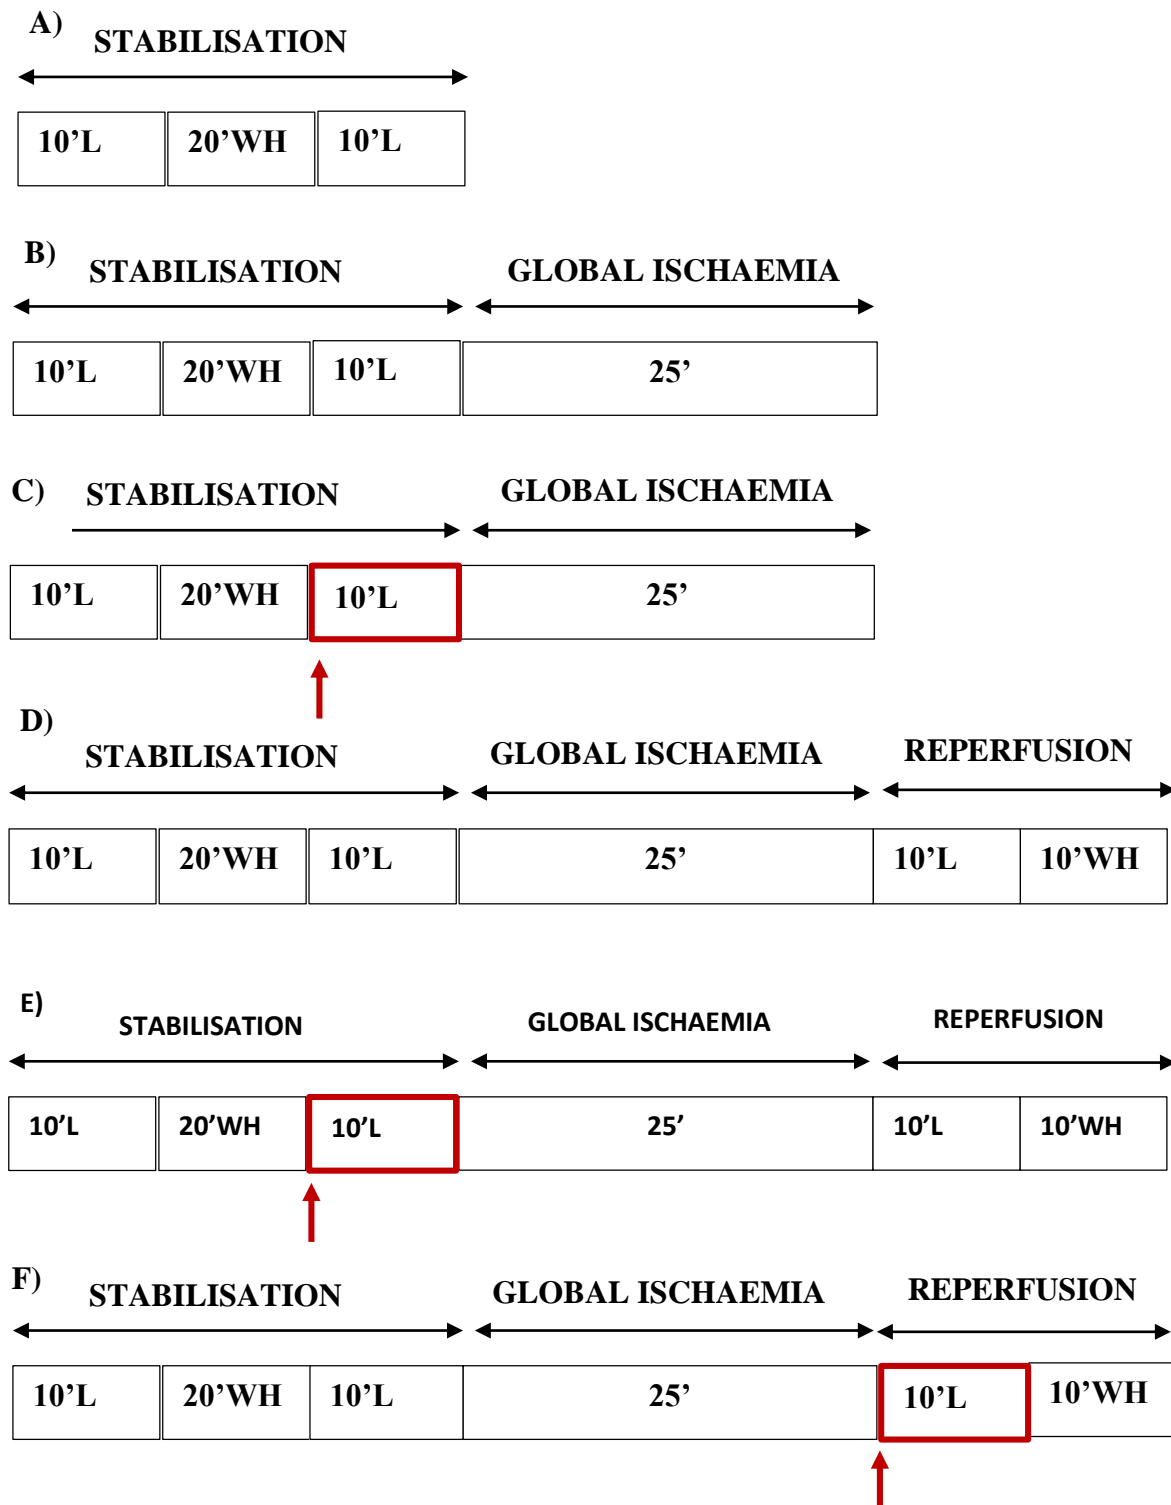 A)
STABILISATION
10’L 20’WH 10’L
B)
STABILISATION GLOBAL ISCHAEMIA
10’L 20’WH 10’L 25’
C) STABILISATION GLOBAL ISCHAEMIA
10’L 20’WH 10’L 25’
D)
STABILISATION GLOBAL ISCHAEMIA REPERFUSION
10’L 20’WH 10’L 25’ 10’L 10’WH
E)
STABILISATION GLOBAL ISCHAEMIA REPERFUSION
10’L 20’WH 10’L 25’ 10’L 10’WH
F)
STABILISATION GLOBAL ISCHAEMIA REPERFUSION
10’L 20’WH 10’L 25’ 10’L 10’WH